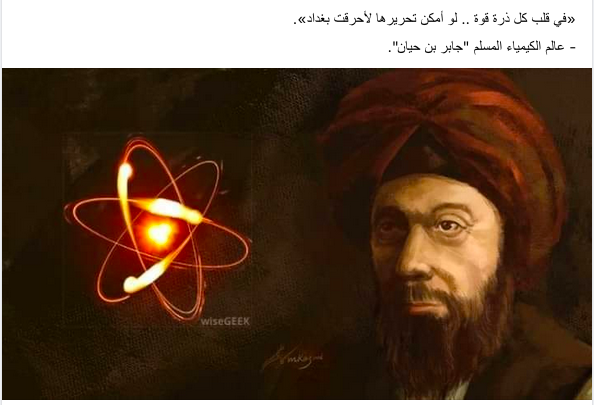 «في قلب كل ذرة قوة .. لو أمكن تحريرها لأحرقت بغداد».
- عالم الكيمياء المسلم "جابر بن حيان".
wiseGEEK